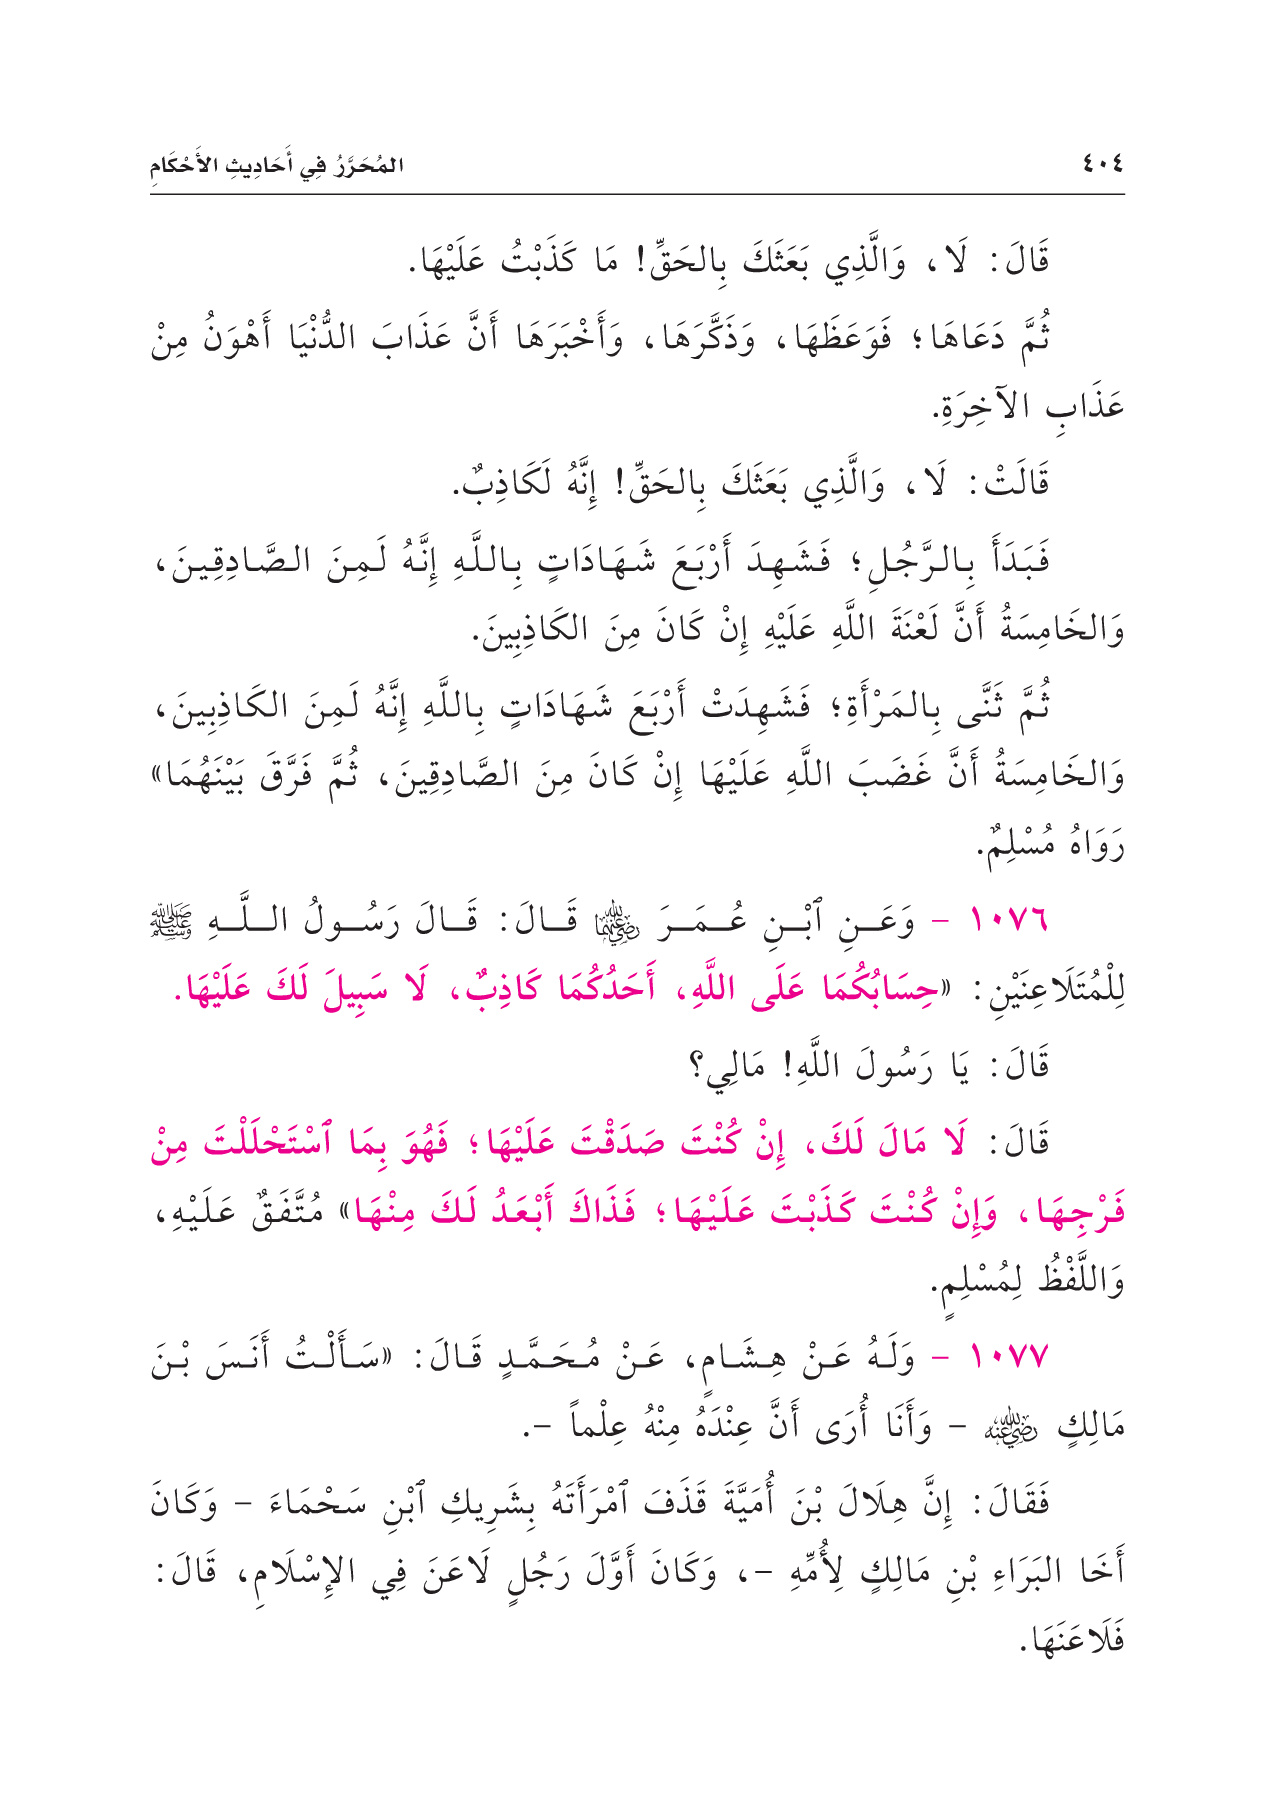 ٤٠٤ المُحَرَّرُ فِي أَحَادِيثِ الأَحْكَامِ
قَالَ: لَا، وَالَّذِي بَعَثَكَ بِالحَقِّ! مَا كَذَبْتُ عَلَيْهَا.
ثُمَّ دَعَاهَا؛ فَوَعَظَهَا، وَذَكَّرَهَا، وَأَخْبَرَهَا أَنَّ عَذَابَ الدُّنْيَا أَهْوَنُ مِنْ
عَذَابِ الآخِرَةِ.
قَالَتْ: لَا، وَالَّذِي بَعَثَكَ بِالحَقِّ! إِنَّهُ لَكَاذِبٌ.
فَبَدَأَ بِالرَّجُلِ؛ فَشَهِدَ أَرْبَعَ شَهَادَاتٍ بِاللَّهِ إِنَّهُ لَمِنَ الصَّادِقِينَ،
وَالخَامِسَةُ أَنَّ لَعْنَةَ اللَّهِ عَلَيْهِ إِنْ كَانَ مِنَ الكَاذِبِينَ.
ثُمَّ ثَنَّى بِالمَرْأَةِ؛ فَشَهِدَتْ أَرْبَعَ شَهَادَاتٍ بِاللَّهِ إِنَّهُ لَمِنَ الكَاذِبِينَ،
وَالخَامِسَةُ أَنَّ غَضَبَ اللَّهِ عَلَيْهَا إِنْ كَانَ مِنَ الصَّادِقِينَ، ثُمَّ فَرَّقَ بَيْنَهُمَا»
رَوَاهُ مُسْلِمٌ.
١٠٧٦ - وَعَنِ ٱبْنِ عُمَرَ رضي الله عنهما قَالَ: قَالَ رَسُولُ اللَّهِ ﷺ
لِلْمُتَلَاعِنَيْنِ: «حِسَابُكُمَا عَلَى اللَّهِ، أَحَدُكُمَا كَاذِبٌ، لَا سَبِيلَ لَكَ عَلَيْهَا.
قَالَ: يَا رَسُولَ اللَّهِ! مَالِي؟
قَالَ: لَا مَالَ لَكَ، إِنْ كُنْتَ صَدَقْتَ عَلَيْهَا؛ فَهُوَ بِمَا ٱسْتَحْلَلْتَ مِنْ
فَرْجِهَا، وَإِنْ كُنْتَ كَذَبْتَ عَلَيْهَا؛ فَذَاكَ أَبْعَدُ لَكَ مِنْهَا» مُتَّفَقٌ عَلَيْهِ،
وَاللَّفْظُ لِمُسْلِمٍ.
١٠٧٧ - وَلَهُ عَنْ هِشَامٍ، عَنْ مُحَمَّدٍ قَالَ: «سَأَلْتُ أَنَسَ بْنَ
مَالِكٍ رضي الله عنه - وَأَنَا أُرَى أَنَّ عِنْدَهُ مِنْهُ عِلْماً -.
فَقَالَ: إِنَّ هِلَالَ بْنَ أُمَيَّةَ قَذَفَ ٱمْرَأَتَهُ بِشَرِيكِ ٱبْنِ سَحْمَاءَ - وَكَانَ
أَخَا البَرَاءِ بْنِ مَالِكٍ لِأُمِّهِ -، وَكَانَ أَوَّلَ رَجُلٍ لَاعَنَ فِي الإِسْلَامِ، قَالَ:
فَلَاعَنَهَا.